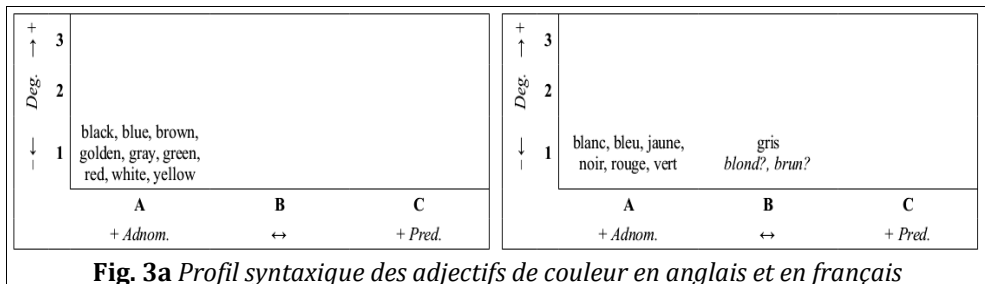 +
→
Deg.
←
–
3
2
1
black, blue, brown,
golden, gray, green,
red, white, yellow
A B C
+ Adnom. ↔ + Pred.
+
→
Deg.
←
–
3
2
1
blanc, bleu, jaune,
noir, rouge, vert
gris
blond?, brun?
A B C
+ Adnom. ↔ + Pred.
Fig. 3a Profil syntaxique des adjectifs de couleur en anglais et en français